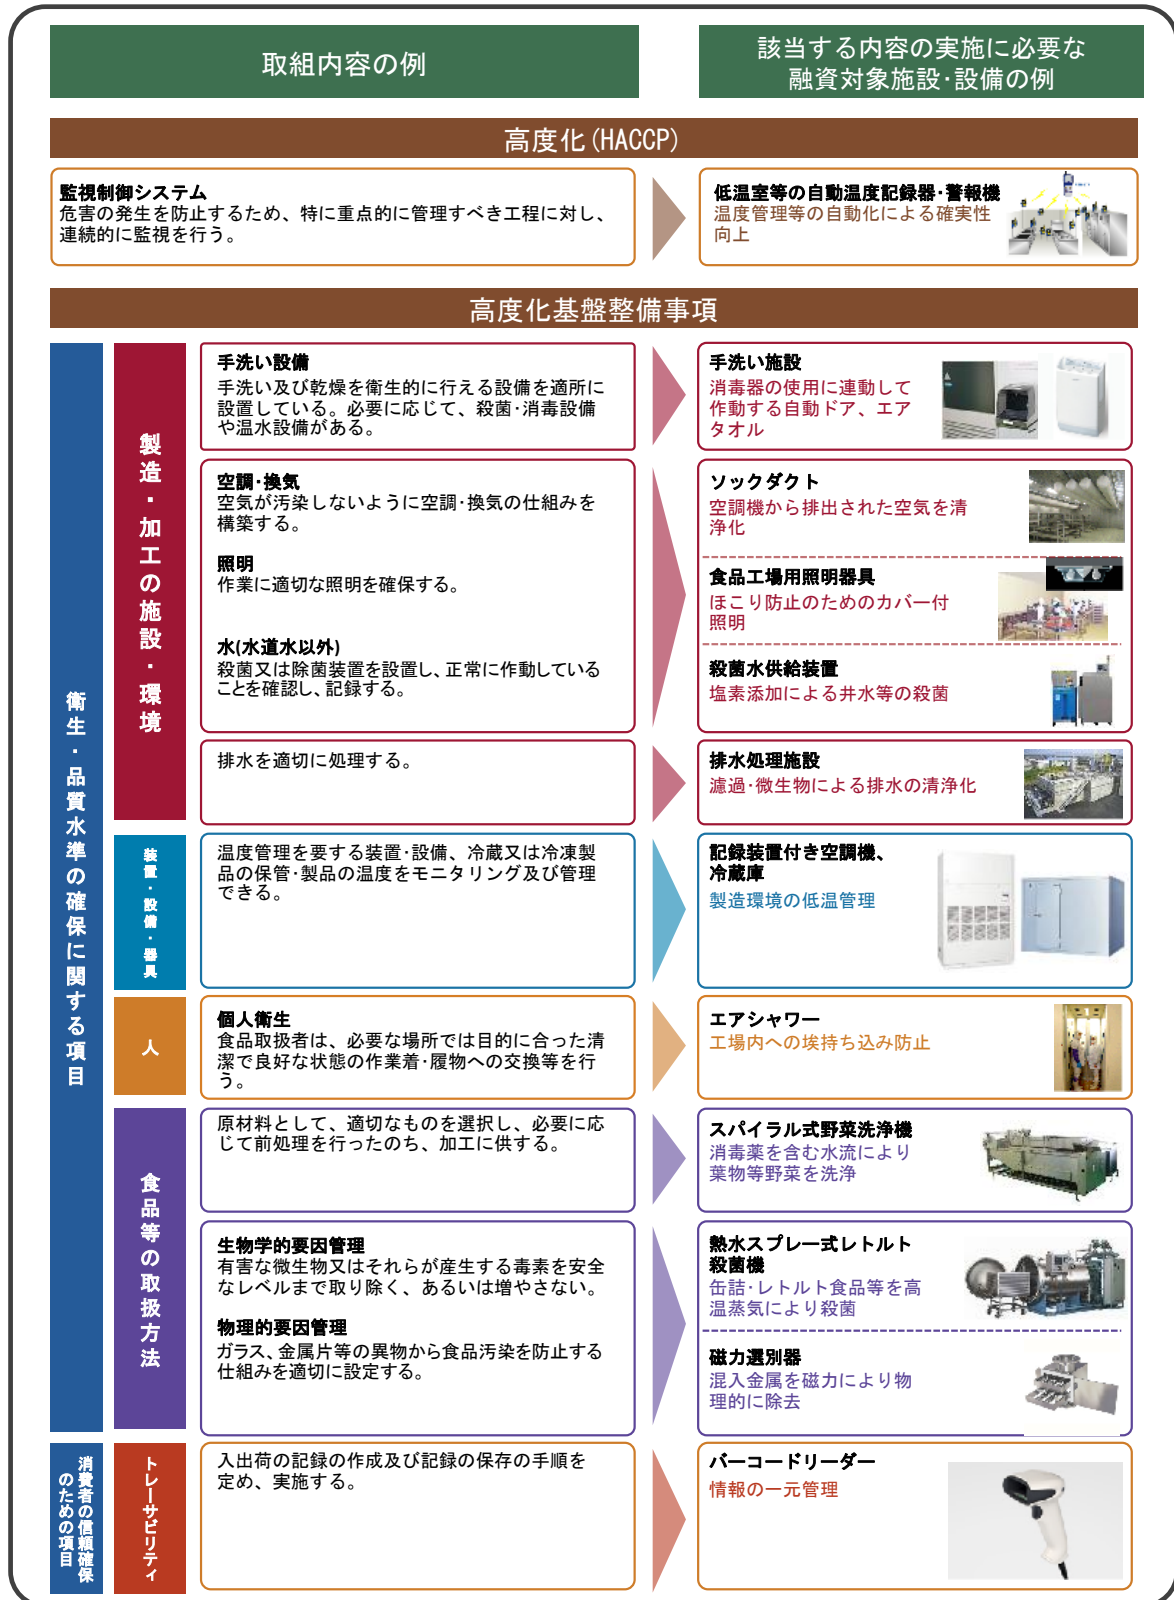 取組内容の例
該当する内容の実施に必要な
融資対象施設・設備の例
高度化(HACCP)
監視制御システム
危害の発生を防止するため、特に重点的に管理すべき工程に対し、
連続的に監視を行う。
低温室等の自動温度記録器・警報機
温度管理等の自動化による確実性
向上
高度化基盤整備事項
衛生・品質水準の確保に関する項目
製造・加工の施設・環境
手洗い設備
手洗い及び乾燥を衛生的に行える設備を適所に
設置している。必要に応じて、殺菌・消毒設備
や温水設備がある。
手洗い施設
消毒器の使用に連動して
作動する自動ドア、エア
タオル
空調・換気
空気が汚染しないように空調・換気の仕組みを
構築する。
照明
作業に適切な照明を確保する。
水(水道水以外)
殺菌又は除菌装置を設置し、正常に作動している
ことを確認し、記録する。
ソックダクト
空調機から排出された空気を清
浄化
食品工場用照明器具
ほこり防止のためのカバー付
照明
殺菌水供給装置
塩素添加による井水等の殺菌
排水を適切に処理する。
排水処理施設
濾過・微生物による排水の清浄化
装置・設備・器具
温度管理を要する装置・設備、冷蔵又は冷凍製
品の保管・製品の温度をモニタリング及び管理
できる。
記録装置付き空調機、
冷蔵庫
製造環境の低温管理
人
個人衛生
食品取扱者は、必要な場所では目的に合った清
潔で良好な状態の作業着・履物への交換等を行
う。
エアシャワー
工場内への埃持ち込み防止
食品等の取扱方法
原材料として、適切なものを選択し、必要に応
じて前処理を行ったのち、加工に供する。
スパイラル式野菜洗浄機
消毒薬を含む水流により
葉物等野菜を洗浄
生物学的要因管理
有害な微生物又はそれらが産生する毒素を安全
なレベルまで取り除く、あるいは増やさない。
物理的要因管理
ガラス、金属片等の異物から食品汚染を防止する
仕組みを適切に設定する。
熱水スプレー式レトルト
殺菌機
缶詰・レトルト食品等を高
温蒸気により殺菌
磁力選別器
混入金属を磁力により物
理的に除去
消費者の信頼確保
のための項目
トレーサビリティ
入出荷の記録の作成及び記録の保存の手順を
定め、実施する。
バーコードリーダー
情報の一元管理